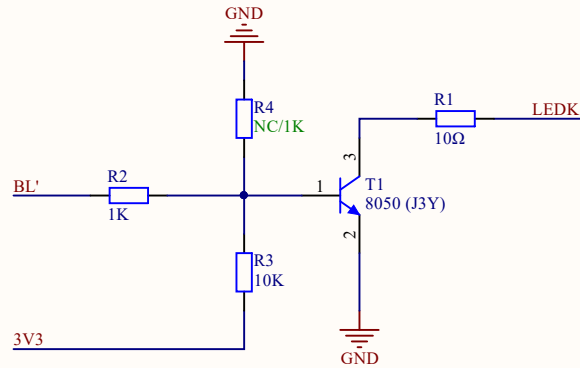 GND
R4
NC/1K
R1
10Ω
LEDK
BL'
R2
1K
1
3
T1
8050 (J3Y)
2
R3
10K
3V3
GND